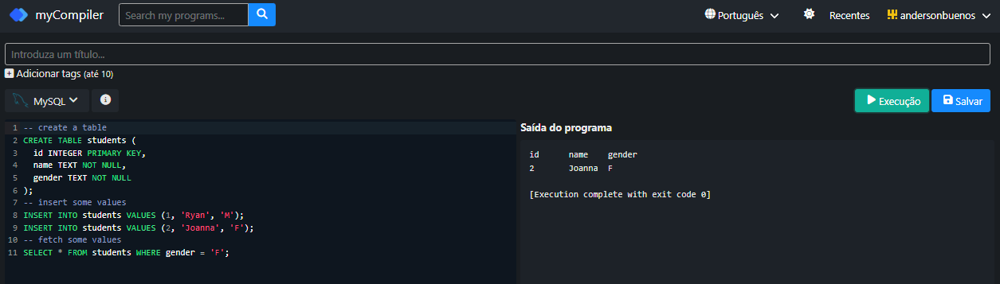 myCompiler
Search my programs...
Português
Recentes
andersonbuenos
Introduza um título...
Adicionar tags (até 10)
MySQL
Execução
Salvar
1 -- create a table
2 CREATE TABLE students (
3   id INTEGER PRIMARY KEY,
4   name TEXT NOT NULL,
5   gender TEXT NOT NULL
6 );
7 -- insert some values
8 INSERT INTO students VALUES (1, 'Ryan', 'M');
9 INSERT INTO students VALUES (2, 'Joanna', 'F');
10 -- fetch some values
11 SELECT * FROM students WHERE gender = 'F';
Saída do programa
id name gender
2 Joanna F
[Execution complete with exit code 0]